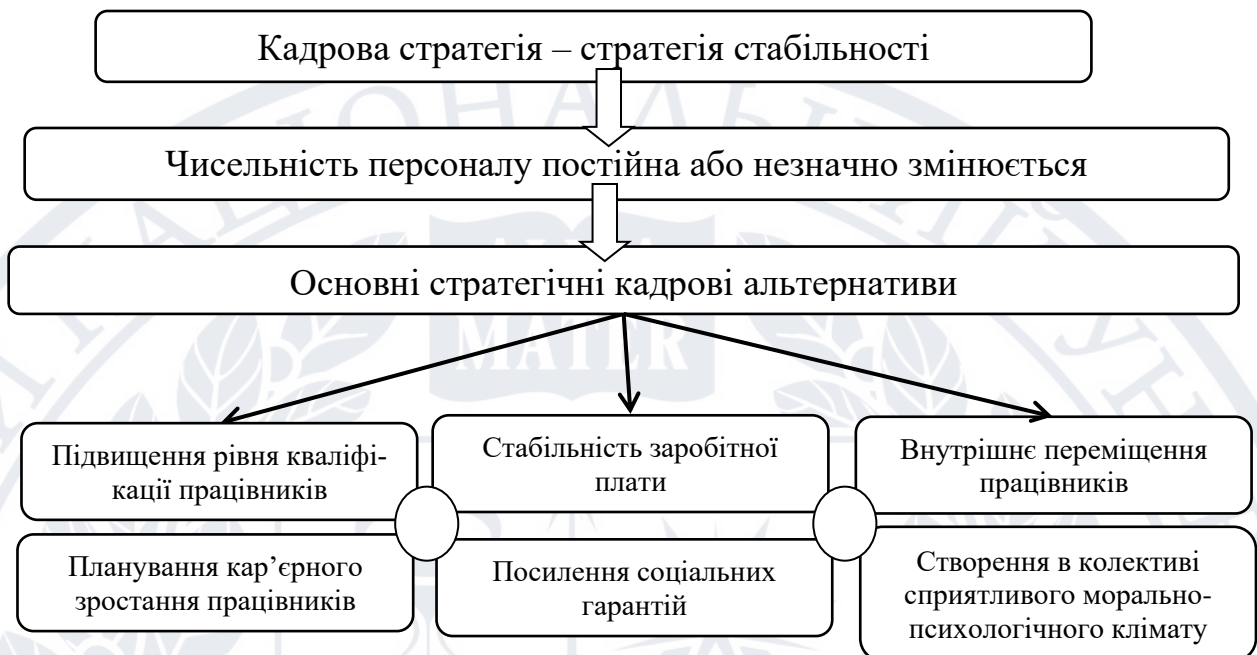 Кадрова стратегія – стратегія стабільності
Чисельність персоналу постійна або незначно змінюється
Основні стратегічні кадрові альтернативи
Підвищення рівня кваліфі-
кації працівників
Стабільність заробітної
плати
Внутрішнє переміщення
працівників
Планування кар’єрного
зростання працівників
Посилення соціальних
гарантій
Створення в колективі
сприятливого морально-
психологічного клімату
MATER